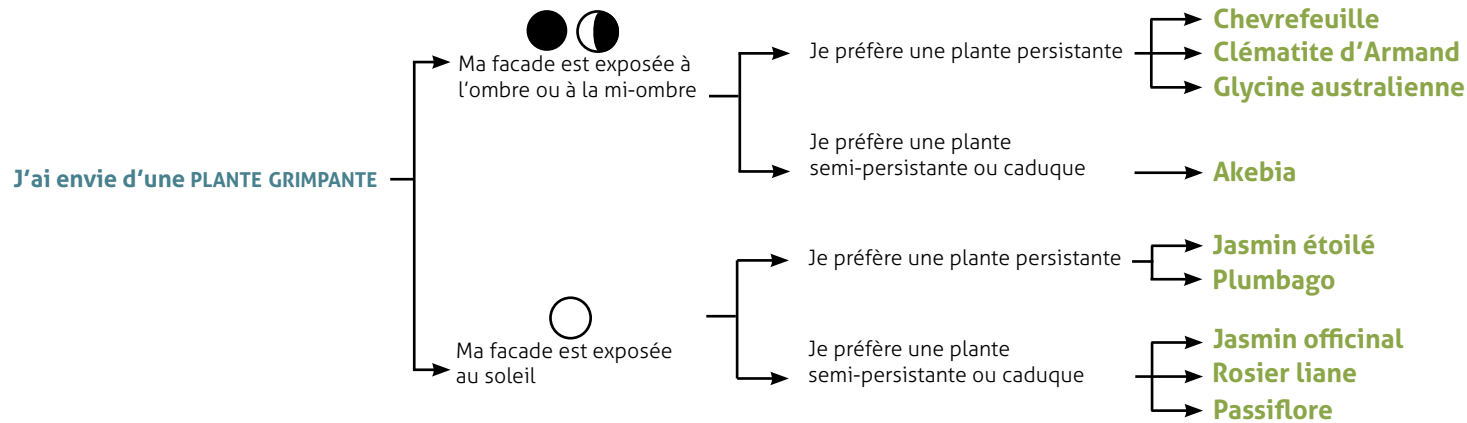 J'ai envie d'une PLANTE GRIMPANTE
Ma facade est exposée à
l'ombre ou à la mi-ombre
Je préfère une plante persistante
Chevrefeuille
Clématite d'Armand
Glycine australienne
Je préfère une plante
semi-persistante ou caduque
Akebia
Ma facade est exposée
au soleil
Je préfère une plante persistante
Jasmin étoilé
Plumbago
Je préfère une plante
semi-persistante ou caduque
Jasmin officinal
Rosier liane
Passiflore